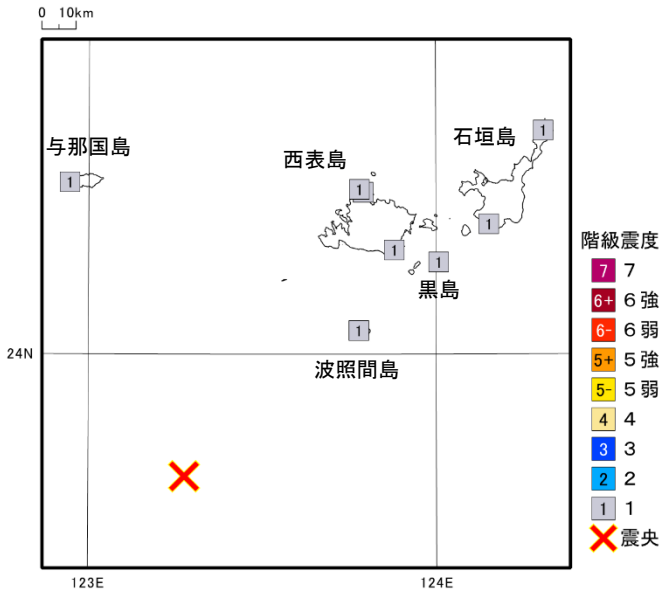 0 10km
与那国島
西表島
石垣島
黒島
波照間島
1
1
1
1
1
1
1
24N
123E
124E
階級震度
7 7
6+ 6強
6- 6弱
5+ 5強
5- 5弱
4 4
3 3
2 2
1 1
震央